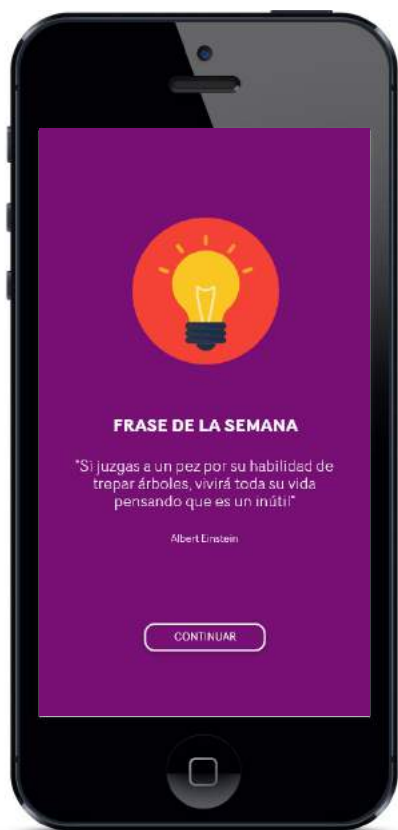 FRASE DE LA SEMANA
"Si juzgas a un pez por su habilidad de
trepar árboles, vivirá toda su vida
pensando que es un inútil"
Albert Einstein
CONTINUAR